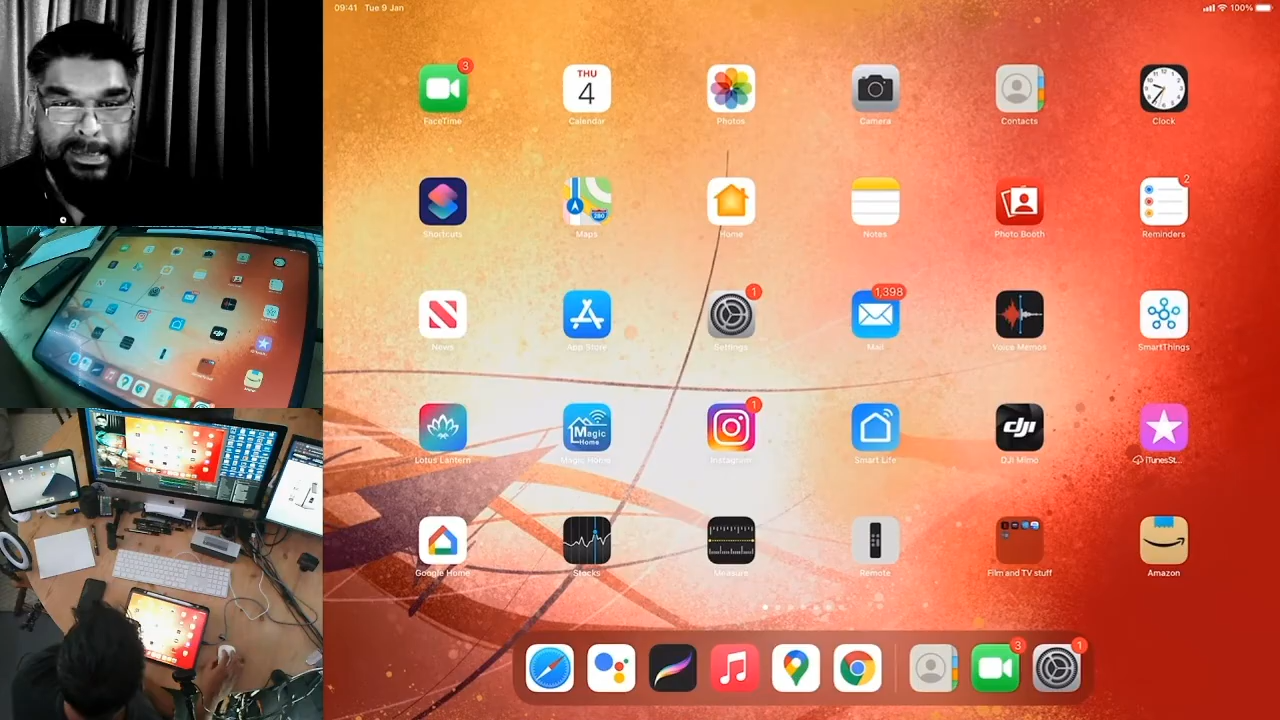 09:41 Tue 9 Jan
100%
3
THU
4
FaceTime
Calendar
Photos
Camera
Contacts
Clock
280
2
Shortcuts
Maps
Home
Notes
Photo Booth
Reminders
1
1,398
News
App Store
Settings
Mail
Voice Memos
SmartThings
Magic
Home
1
dji
Lotus Lantern
Magic Home
Instagram
Smart Life
DJI Mimo
iTunesSt...
Google Home
Stocks
Measure
Remote
Film and TV stuff
Amazon
3
1